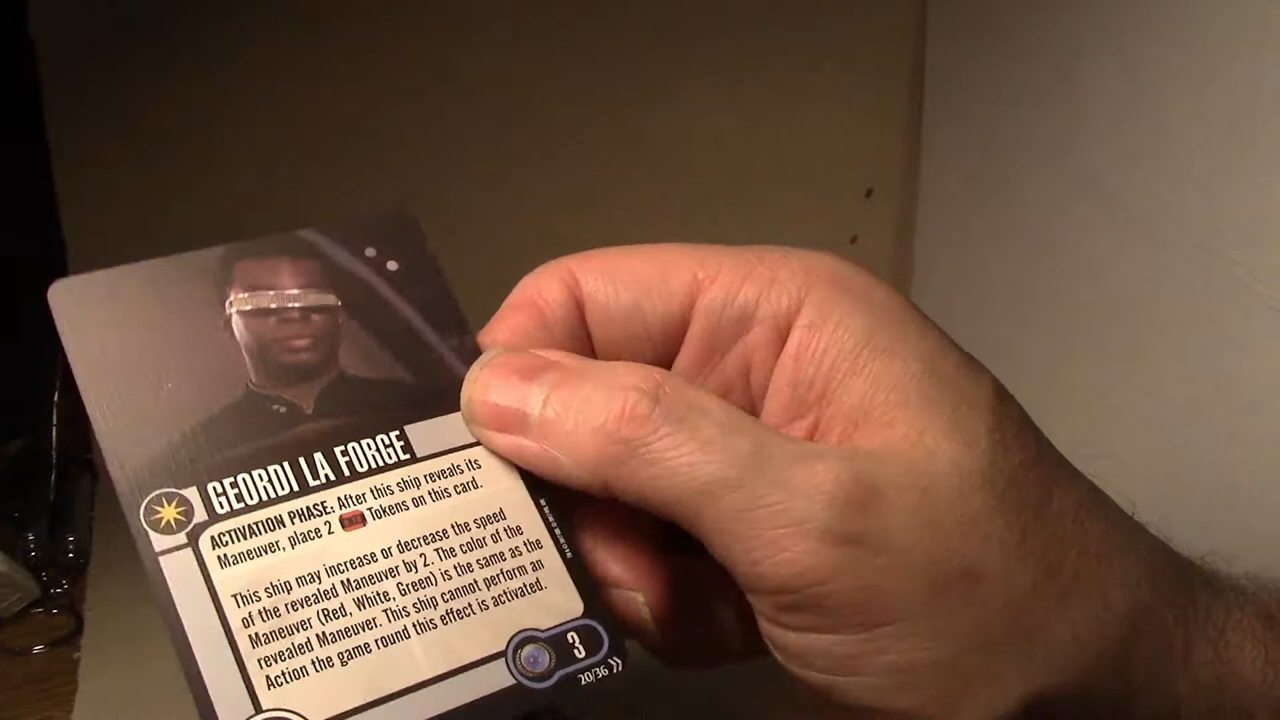 GEORDI LA FORGE
ACTIVATION PHASE: After this ship reveals its
Maneuver, place 2 Tokens on this card.
This ship may increase or decrease the speed
of the revealed Maneuver by 2. The color of the
Maneuver (Red, White, Green) is the same as the
revealed Maneuver. This ship cannot perform an
Action the game round this effect is activated.
3
20/36